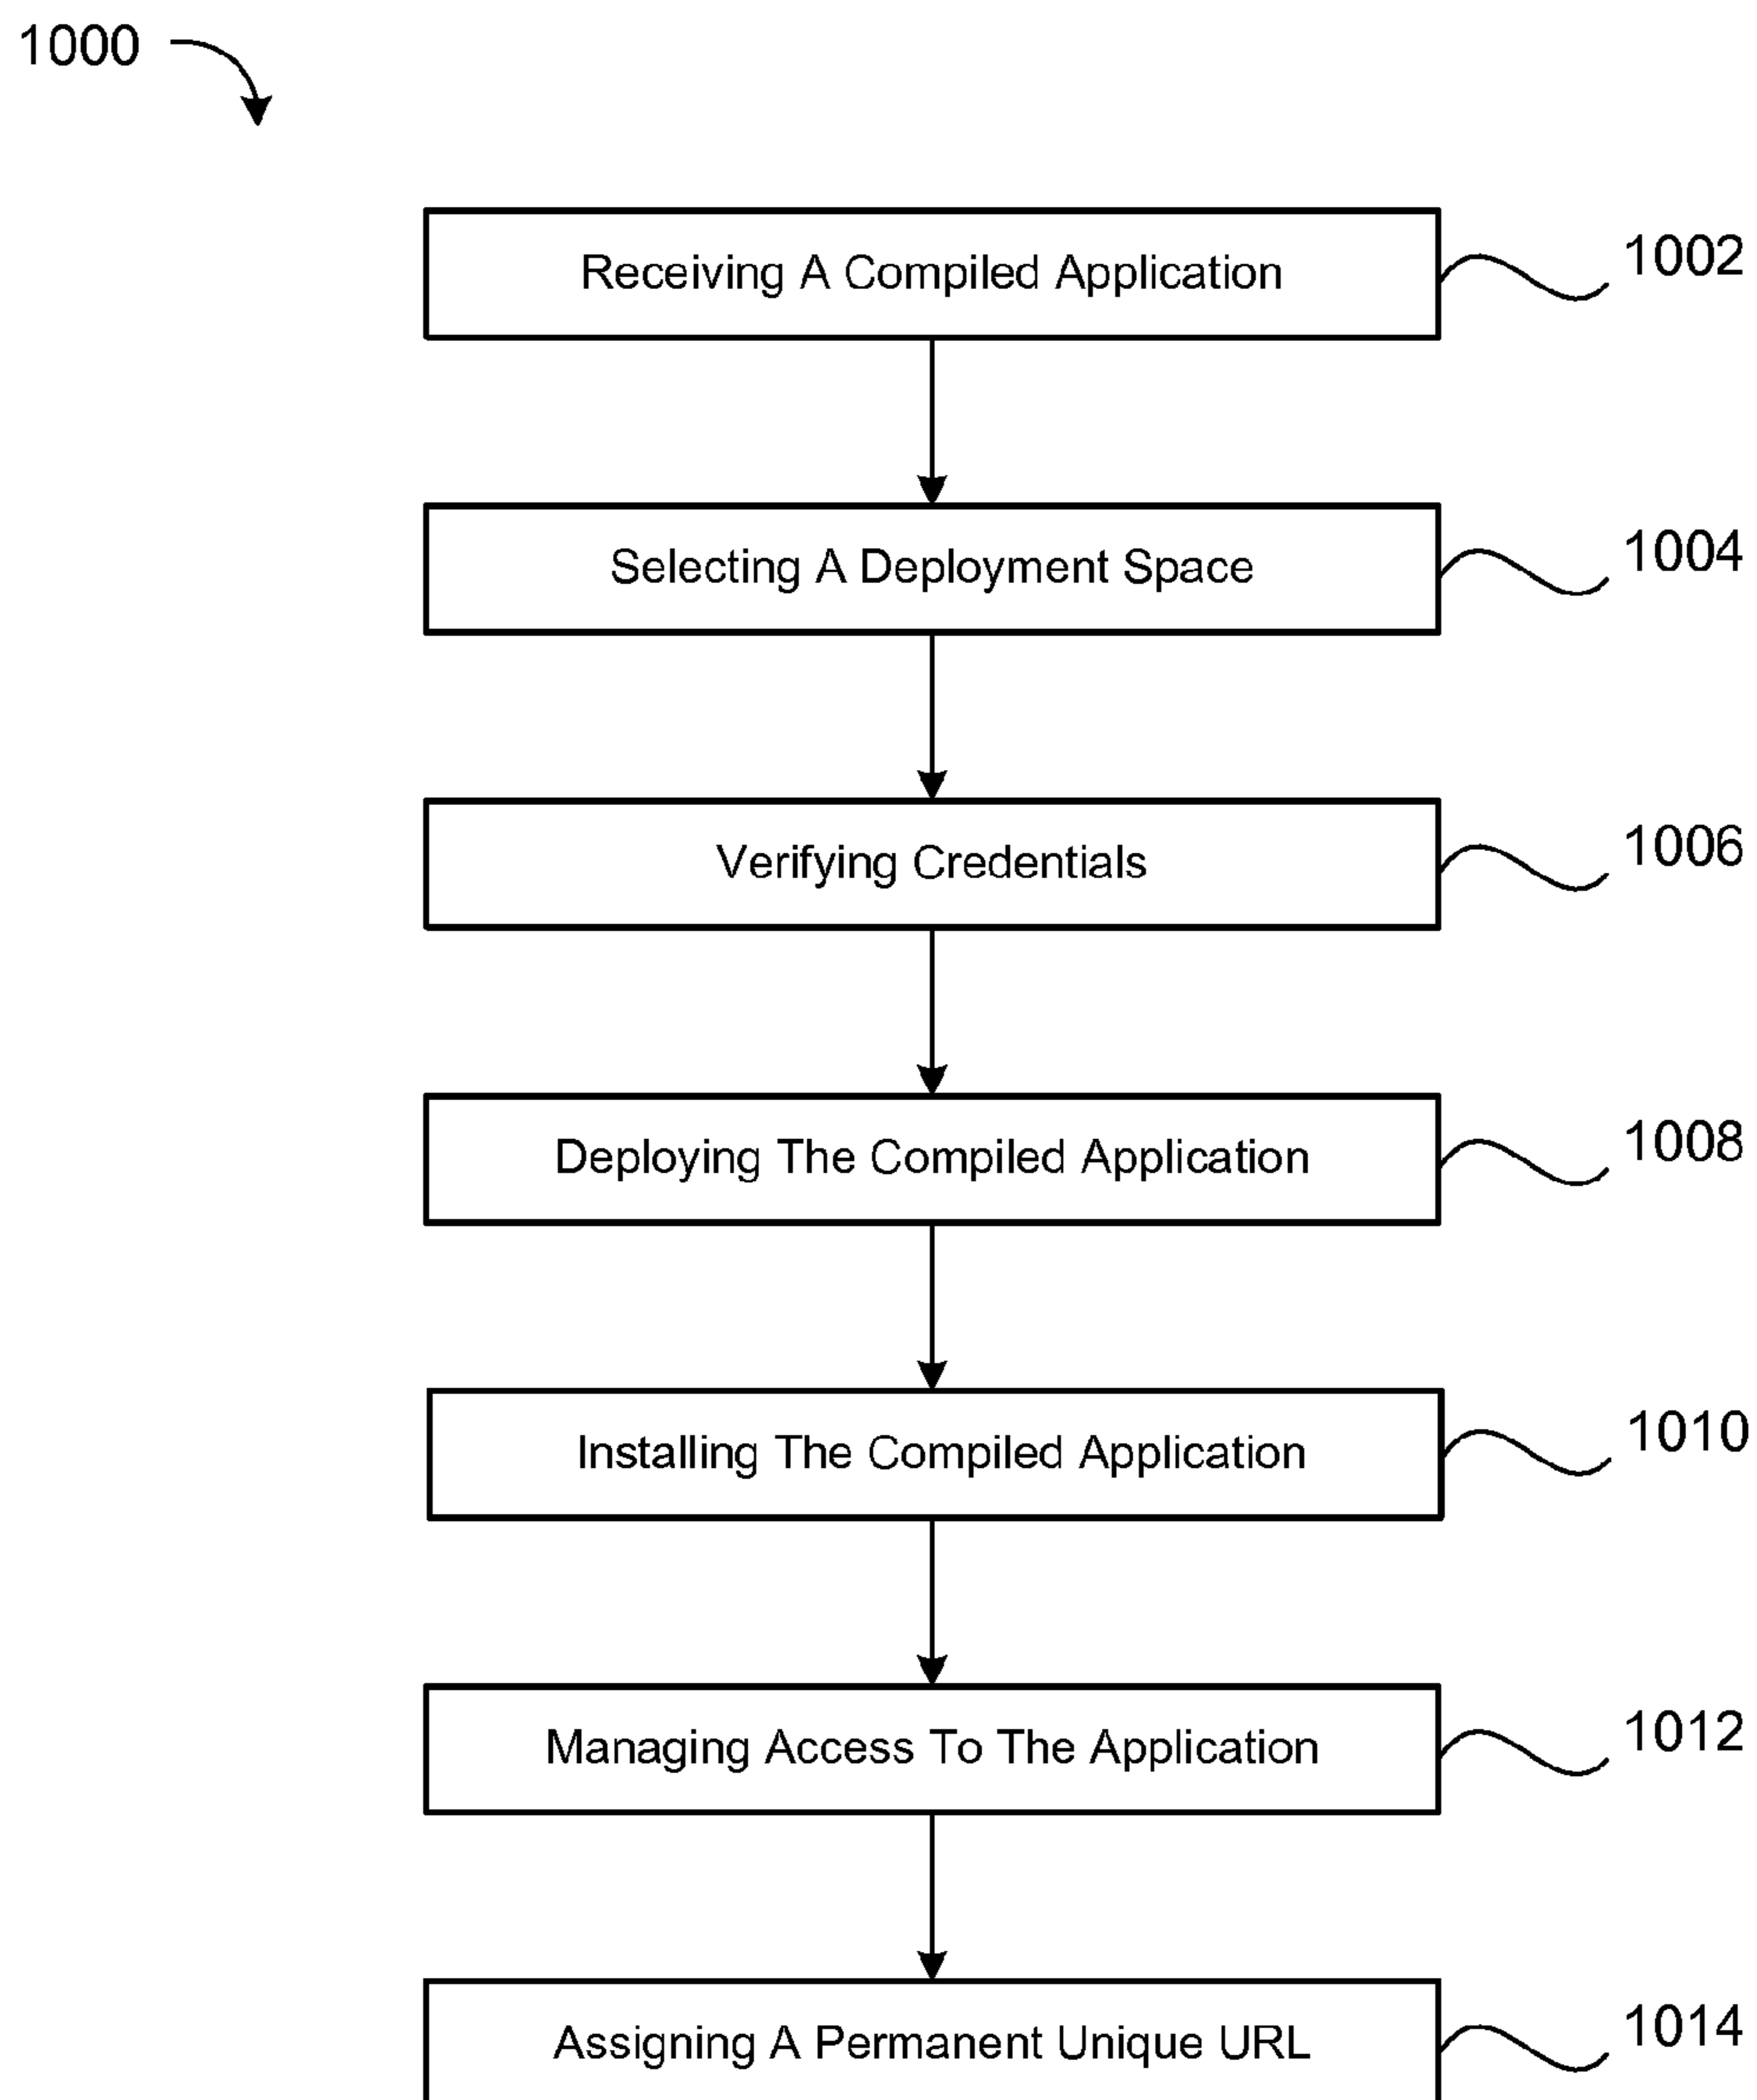 1000
Receiving A Compiled Application
1002
Selecting A Deployment Space
1004
Verifying Credentials
1006
Deploying The Compiled Application
1008
Installing The Compiled Application
1010
Managing Access To The Application
1012
Assigning A Permanent Unique URL
1014